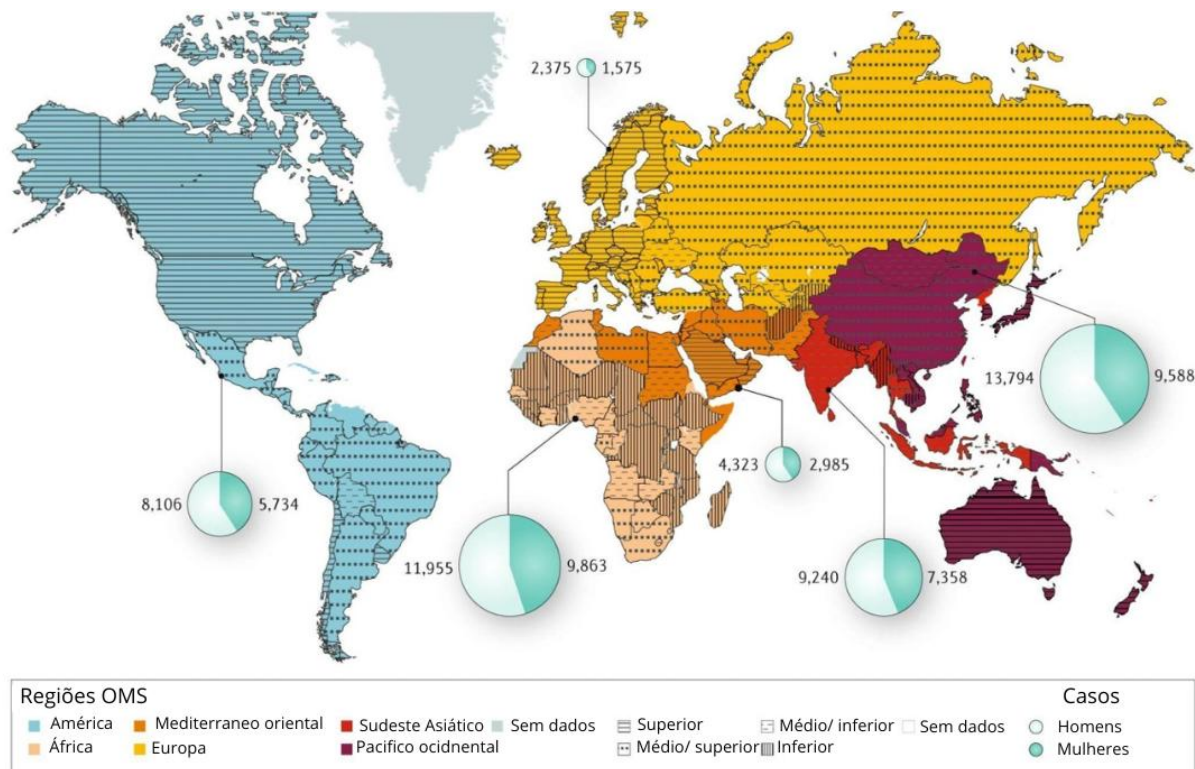 2,375 1,575
13,794 9,588
4,323 2,985
8,106 5,734
11,955 9,863
9,240 7,358
Regiões OMS Casos
América Mediterraneo oriental Sudeste Asiático Sem dados Superior Médio/ inferior Sem dados Homens
África Europa Pacifico ocidnental Médio/ superior Inferior Mulheres